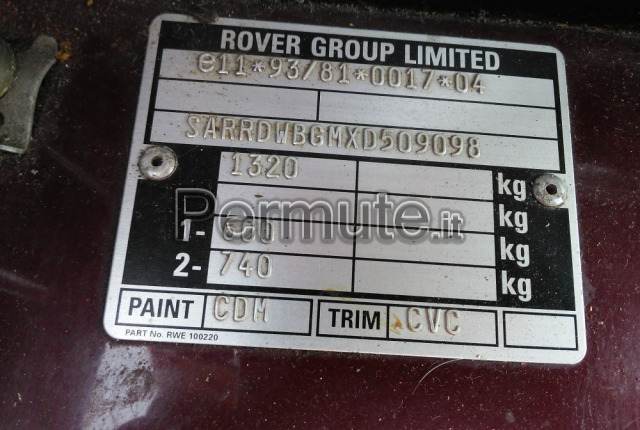 ROVER GROUP LIMITED
e11*93/81*0017*04
SARRDWBGMXD509098
1320 kg
kg
Permute.it
1- kg
2- 740 kg
PAINT CDM TRIM CVC
PART No. RWE 100220